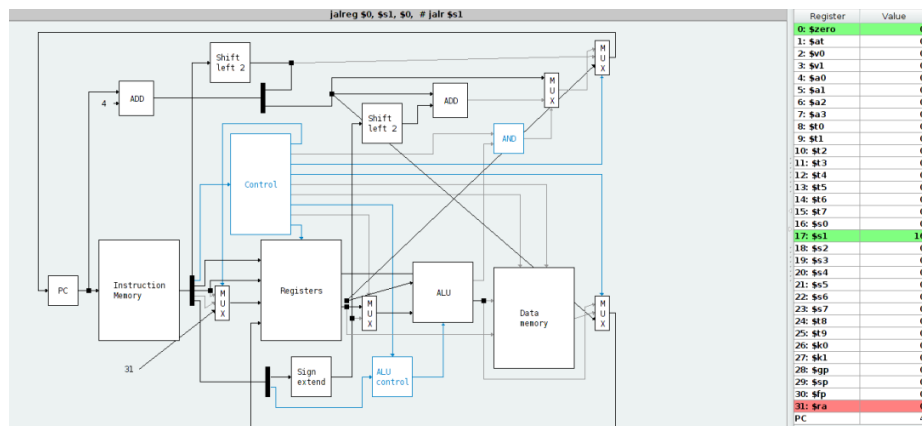 jalreg $0, $s1, $0, # jalr $s1
Shift
left 2
M
U
X
4
ADD
M
U
X
ADD
Shift
left 2
AND
Control
PC
Instruction
Memory
M
U
X
Registers
M
U
X
ALU
Data
memory
M
U
X
31
Sign
extend
ALU
control
Register Value
0: $zero
1: $at
2: $v0
3: $v1
4: $a0
5: $a1
6: $a2
7: $a3
8: $t0
9: $t1
10: $t2
11: $t3
12: $t4
13: $t5
14: $t6
15: $t7
16: $s0
17: $s1
18: $s2
19: $s3
20: $s4
21: $s5
22: $s6
23: $s7
24: $t8
25: $t9
26: $k0
27: $k1
28: $gp
29: $sp
30: $fp
31: $ra
PC